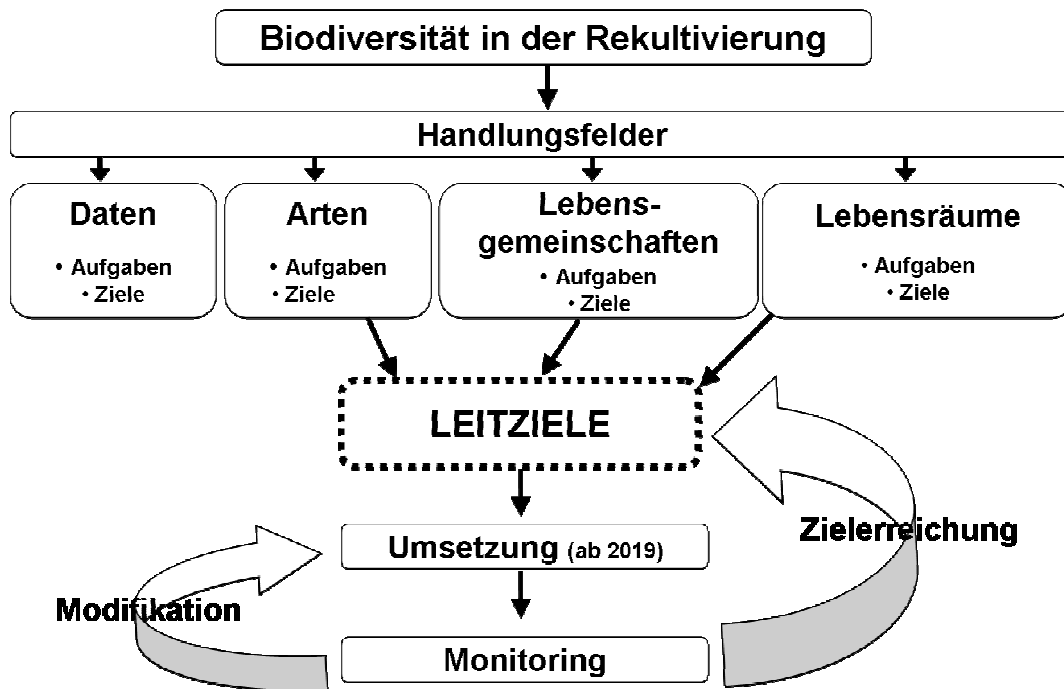 Biodiversität in der Rekultivierung
Handlungsfelder
Daten
• Aufgaben
• Ziele
Arten
• Aufgaben
• Ziele
Lebens-
gemeinschaften
• Aufgaben
• Ziele
Lebensräume
• Aufgaben
• Ziele
LEITZIELE
Umsetzung (ab 2019)
Zielerreichung
Modifikation
Monitoring